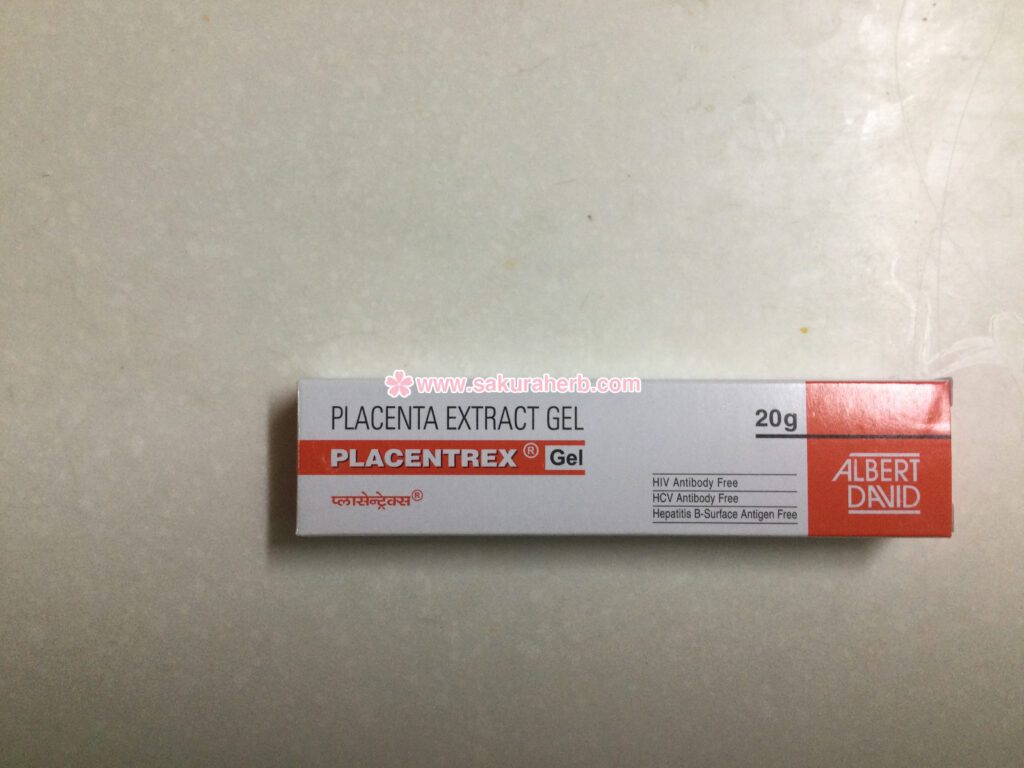 www.sakuraherb.com
PLACENTA EXTRACT GEL
20g
PLACENTREX® Gel
प्लासेन्ट्रेक्स®
HIV Antibody Free
HCV Antibody Free
Hepatitis B-Surface Antigen Free
ALBERT
DAVID